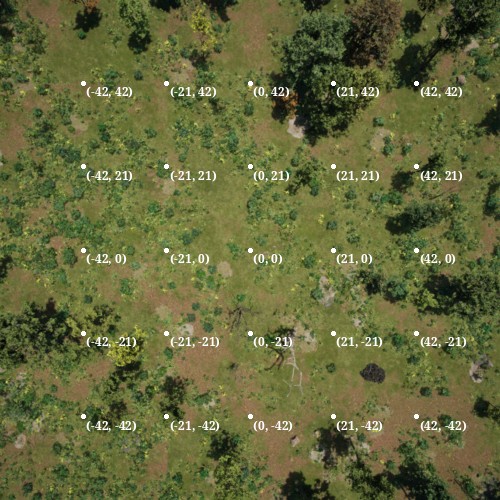 (-42, 42) (-21, 42) (0, 42) (21, 42) (42, 42)
(-42, 21) (-21, 21) (0, 21) (21, 21) (42, 21)
(-42, 0) (-21, 0) (0, 0) (21, 0) (42, 0)
(-42, -21) (-21, -21) (0, -21) (21, -21) (42, -21)
(-42, -42) (-21, -42) (0, -42) (21, -42) (42, -42)